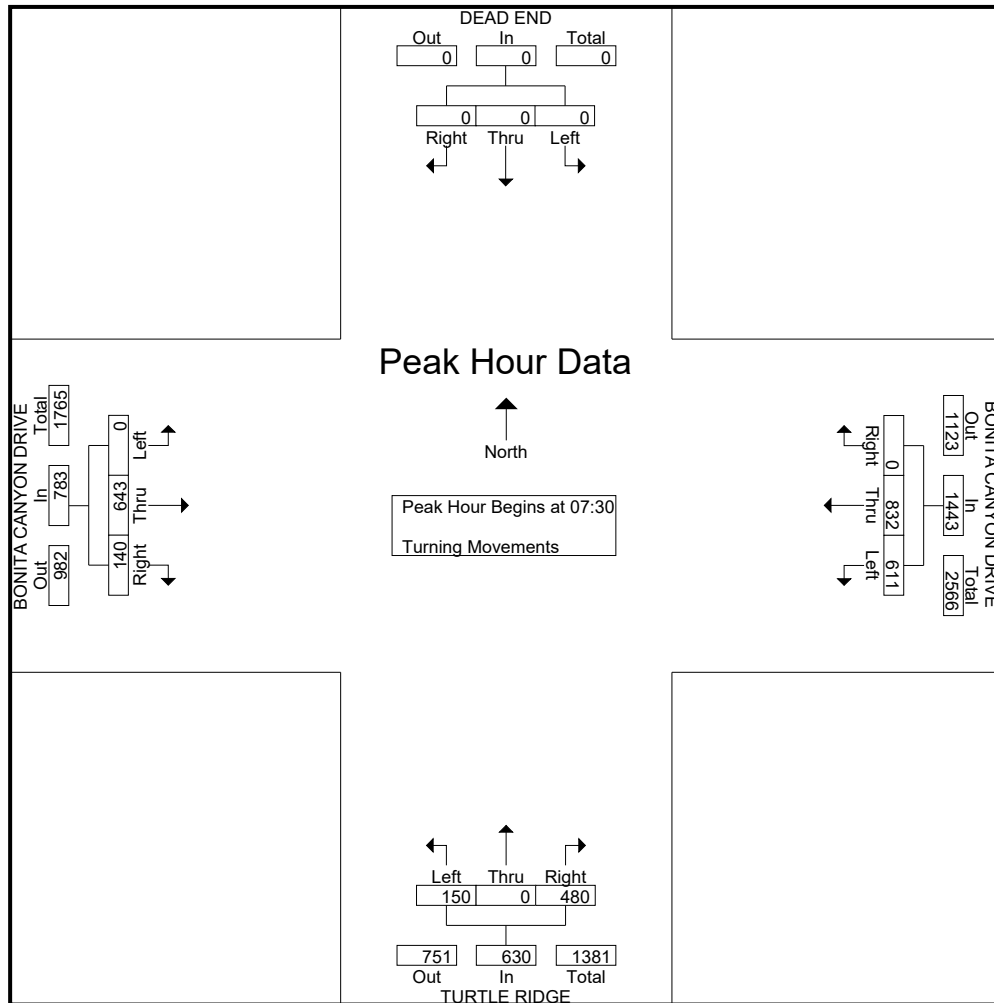 DEAD END
Out In Total
0 0 0
0 0 0
Right Thru Left
Peak Hour Data
North
Peak Hour Begins at 07:30
Turning Movements
BONITA CANYON DRIVE
Out In Total
982 783 1765
0 643 140
Left Thru Right
BONITA CANYON DRIVE
Out In Total
1123 1443 2566
Right Thru Left
0 832 611
Left Thru Right
150 0 480
751 630 1381
Out In Total
TURTLE RIDGE